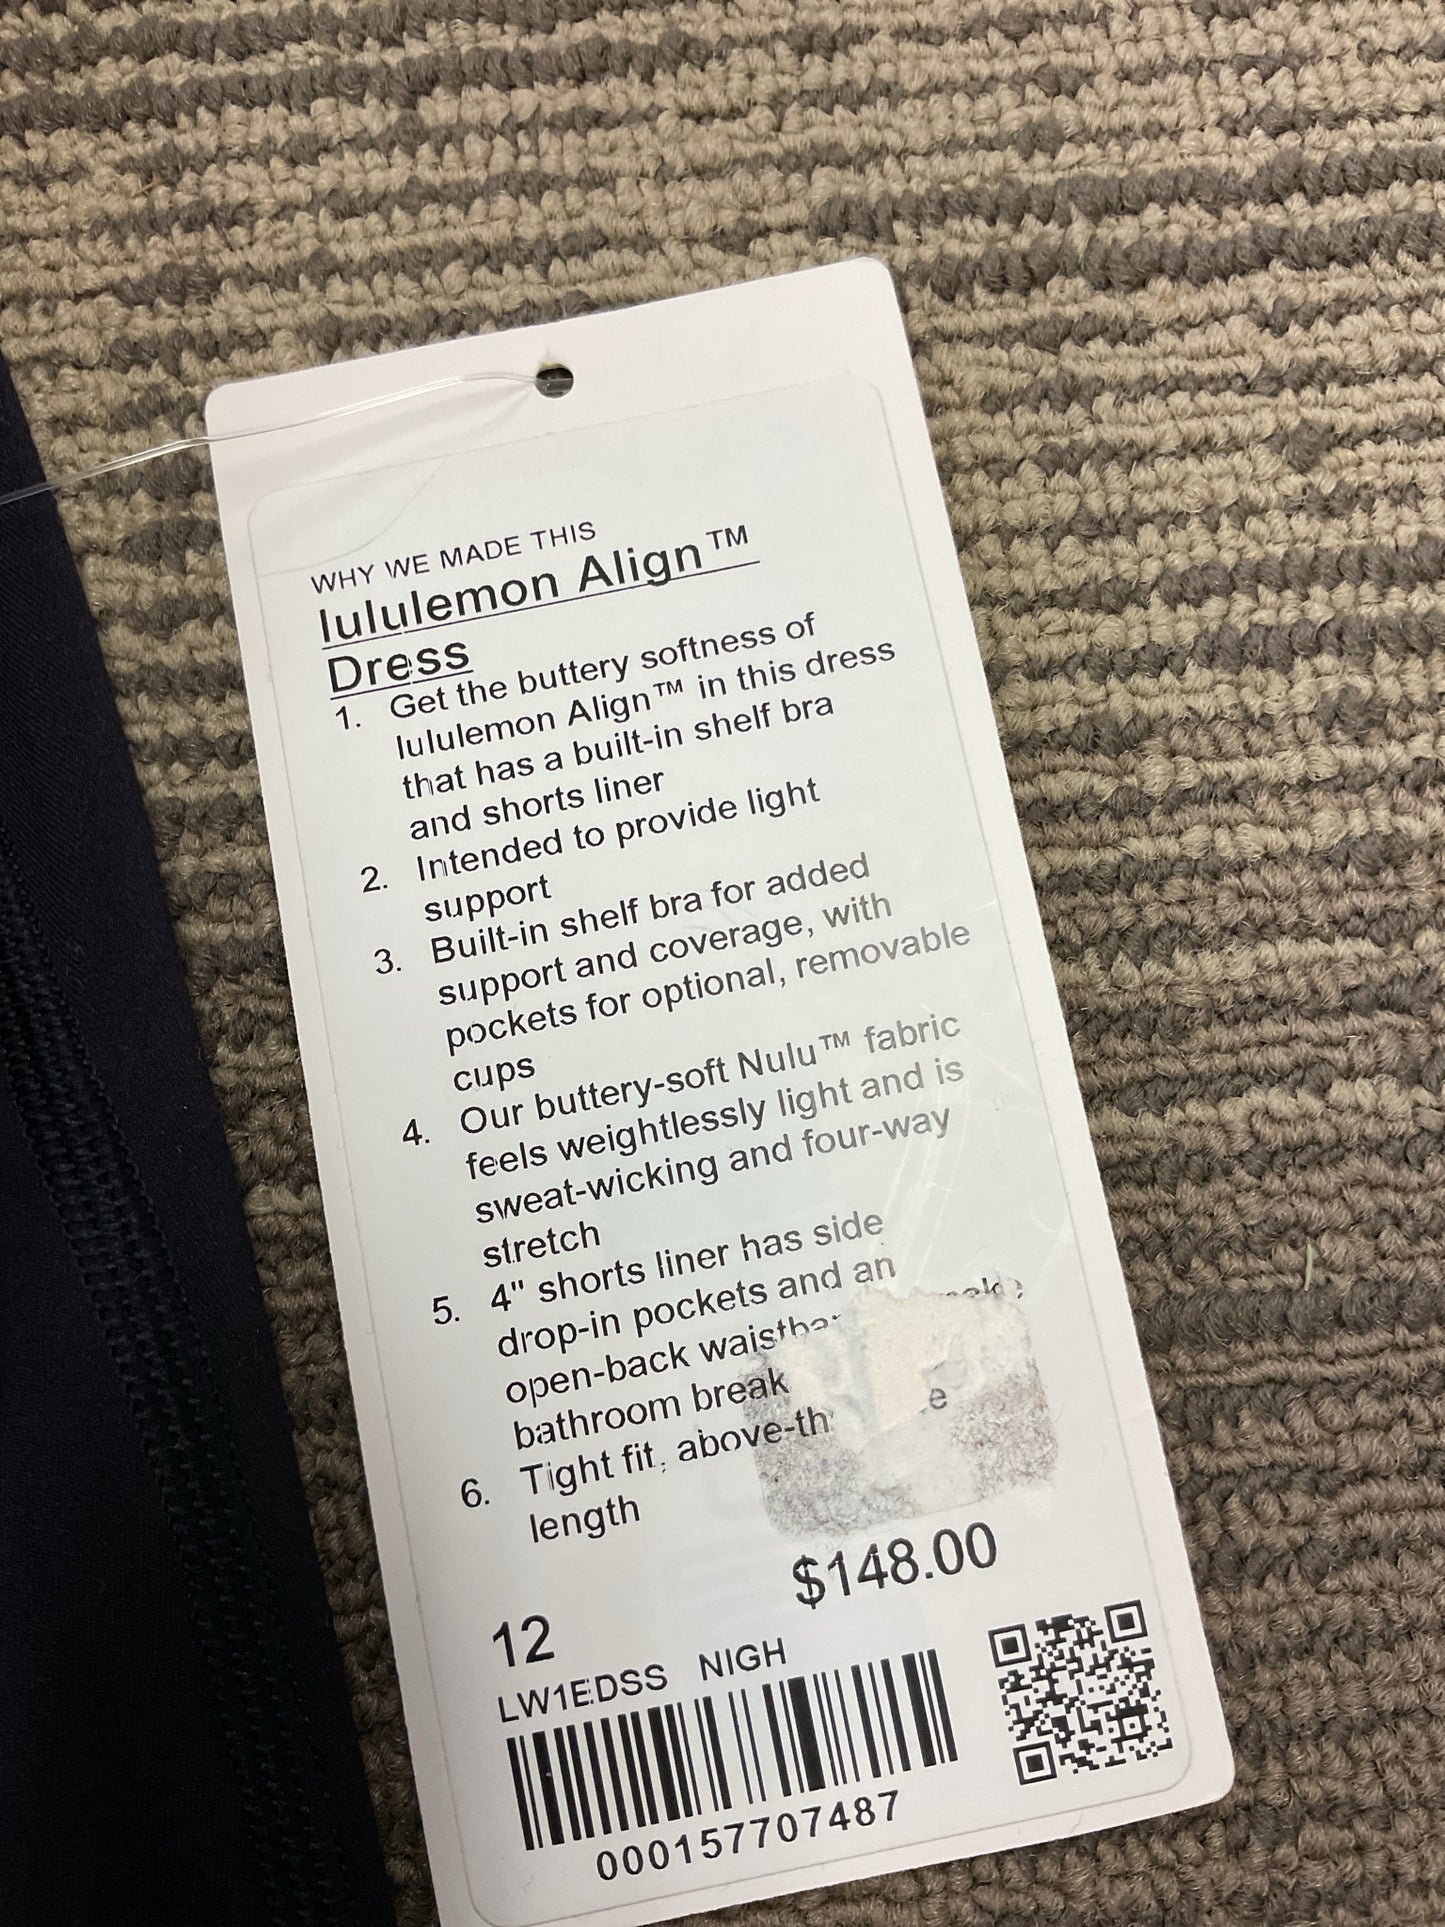 WHY WE MADE THIS
lululemon Align™
Dress
1. Get the buttery softness of
lululemon Align™ in this dress
that has a built-in shelf bra
and shorts liner
2. Intended to provide light
support
3. Built-in shelf bra for added
support and coverage, with
pockets for optional, removable
cups
4. Our buttery-soft Nulu™ fabric
feels weightlessly light and is
sweat-wicking and four-way
stretch
5. 4" shorts liner has side
drop-in pockets and an
open-back
bathroom
6. Tight fit,
length
$148.00
12
LW1EDSS NIGH
000157707487